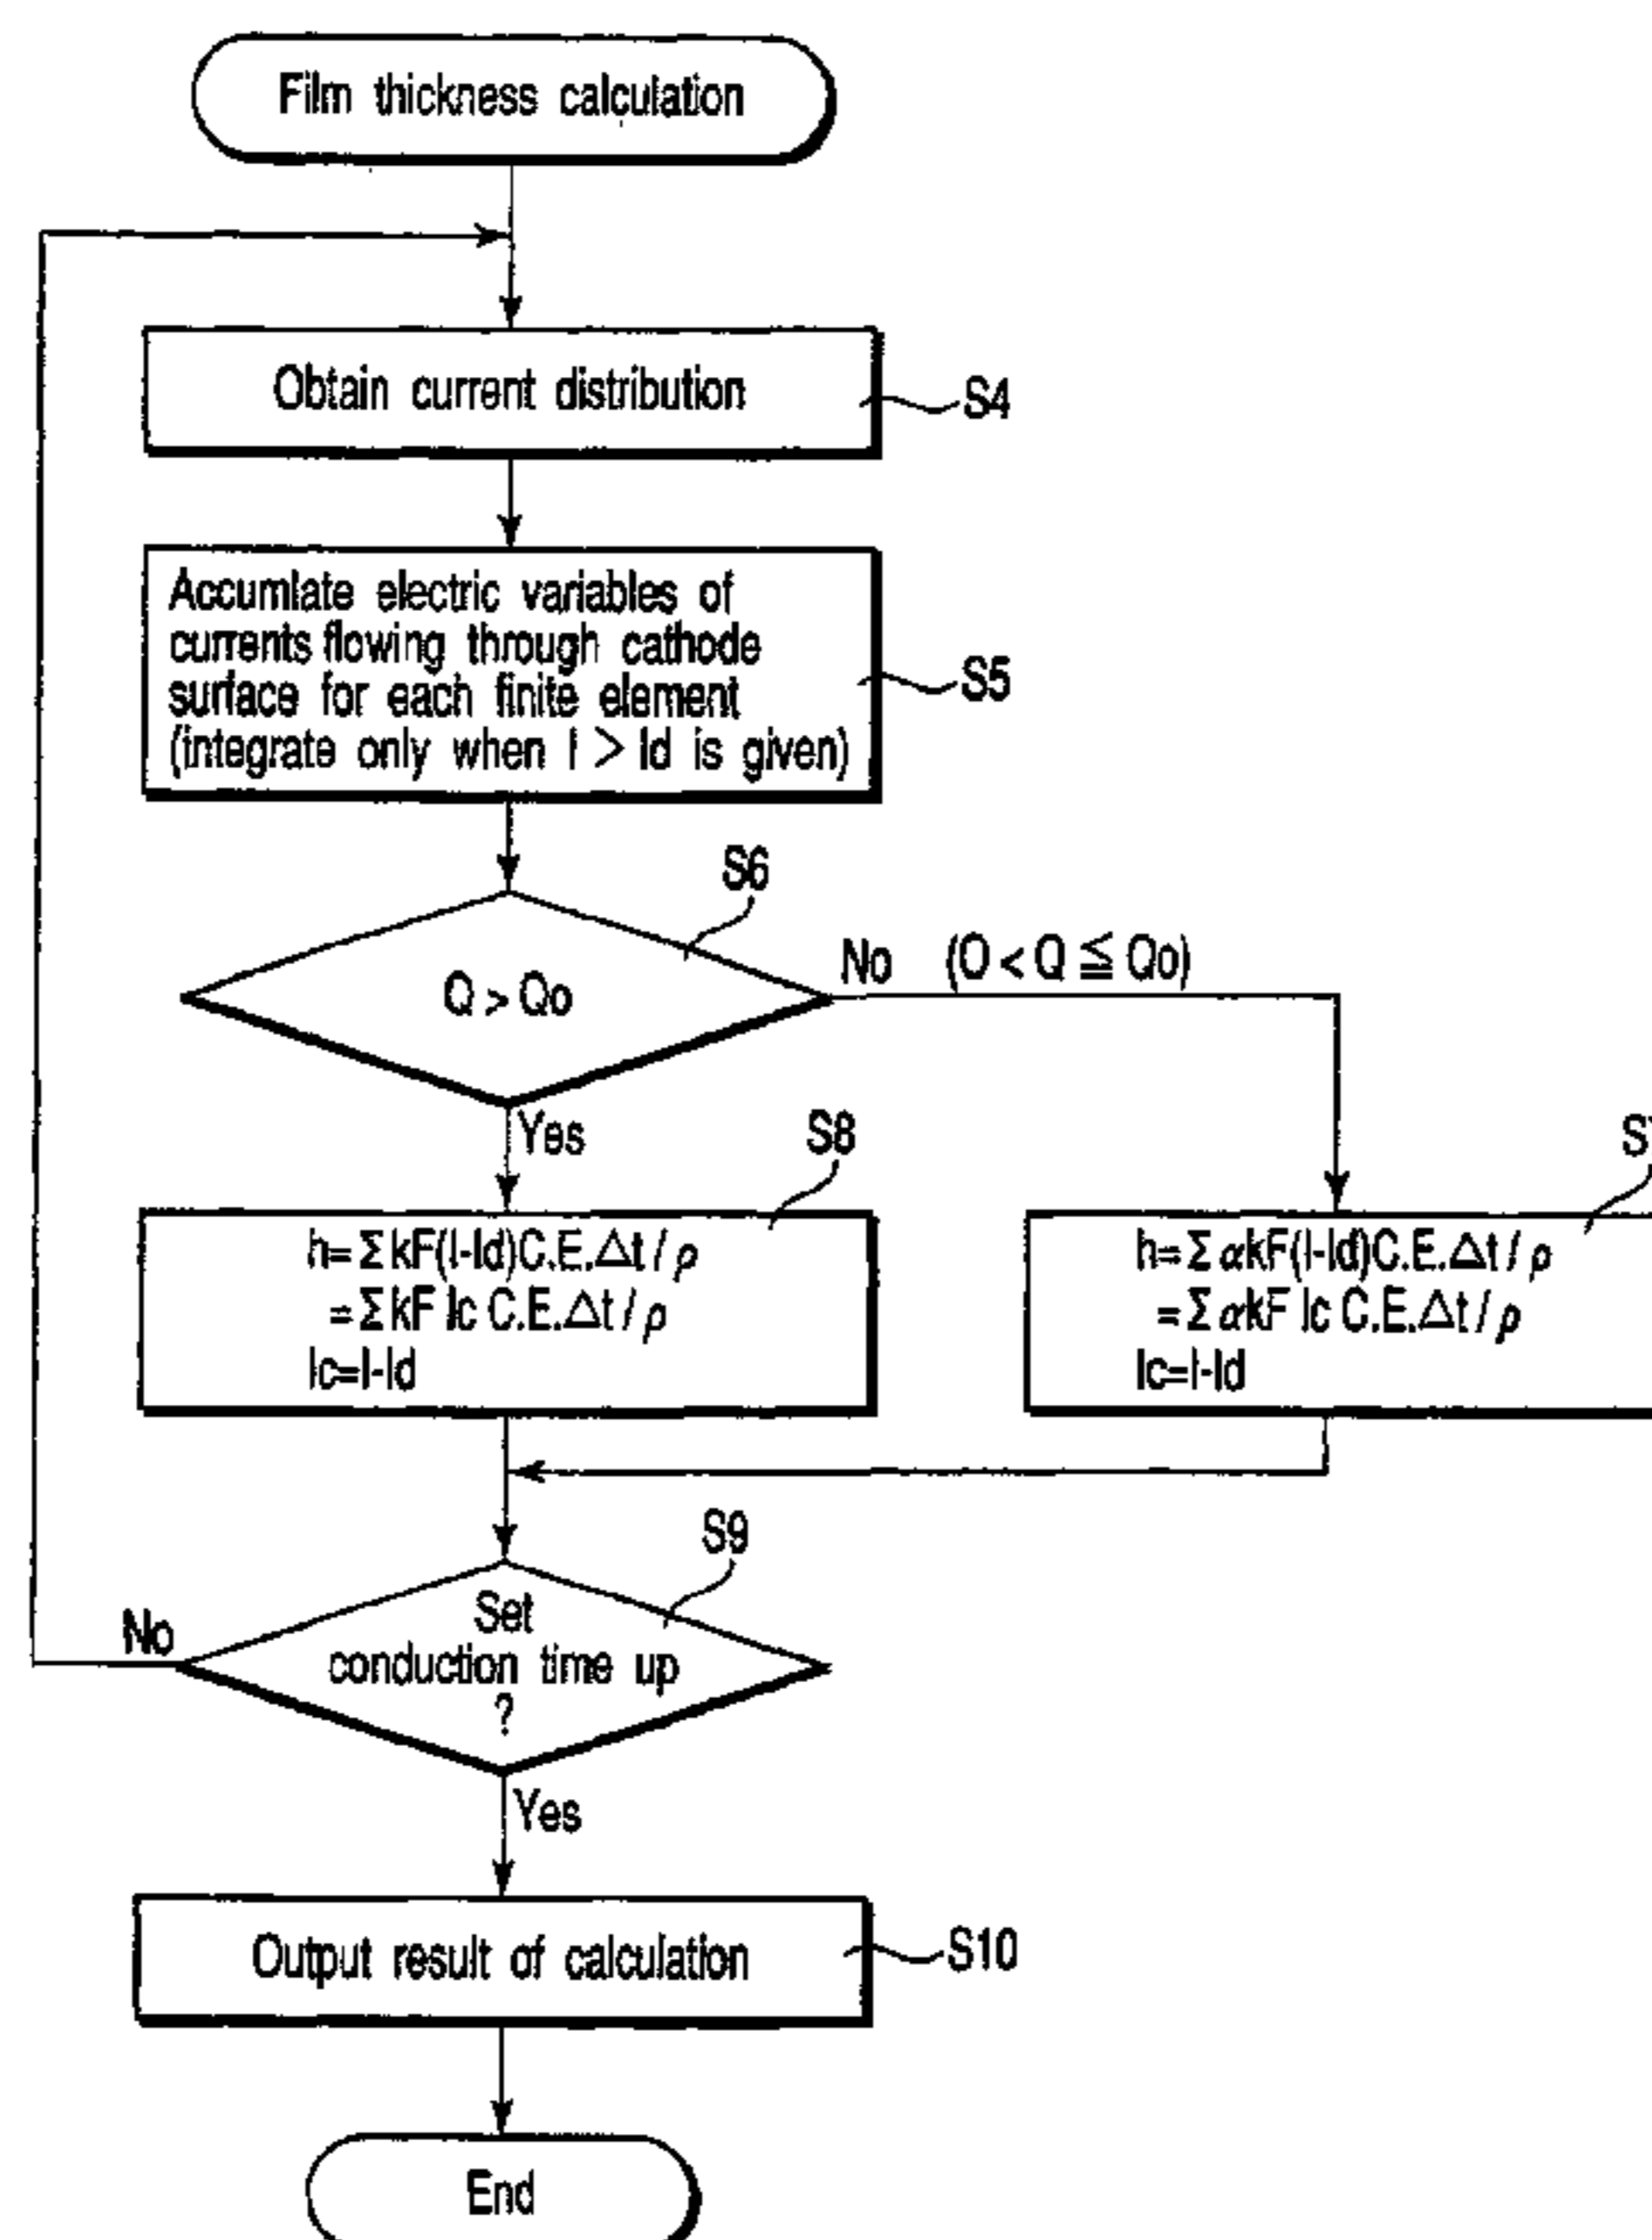 Film thickness calculation
Obtain current distribution
S4
Accumlate electric variables of
currents flowing through cathode
surface for each finite element
(integrate only when I > Id is given)
S5
S6
Q > Qo
No (O < Q ≦ Qo)
Yes
S8
h=ΣkF(I-Id)C.E.Δt / ρ
=ΣkF Ic C.E.Δt / ρ
Ic=I-Id
h=Σ αkF(I-Id)C.E.Δt / ρ
=Σ αkF Ic C.E.Δt / ρ
Ic=I-Id
S9
Set
conduction time up
?
No
Yes
Output result of calculation
S10
End